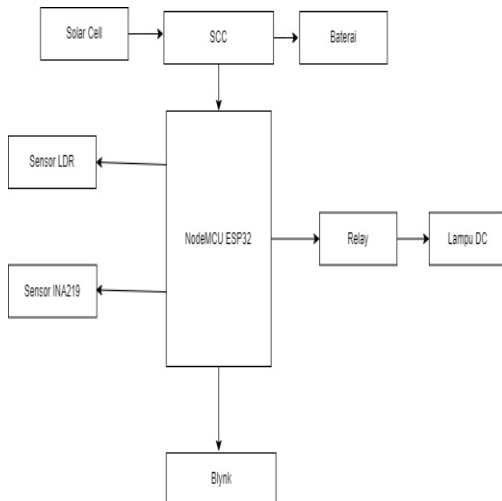 Solar Cell
SCC
Baterai
Sensor LDR
NodeMCU ESP32
Relay
Lampu DC
Sensor INA219
Blynk